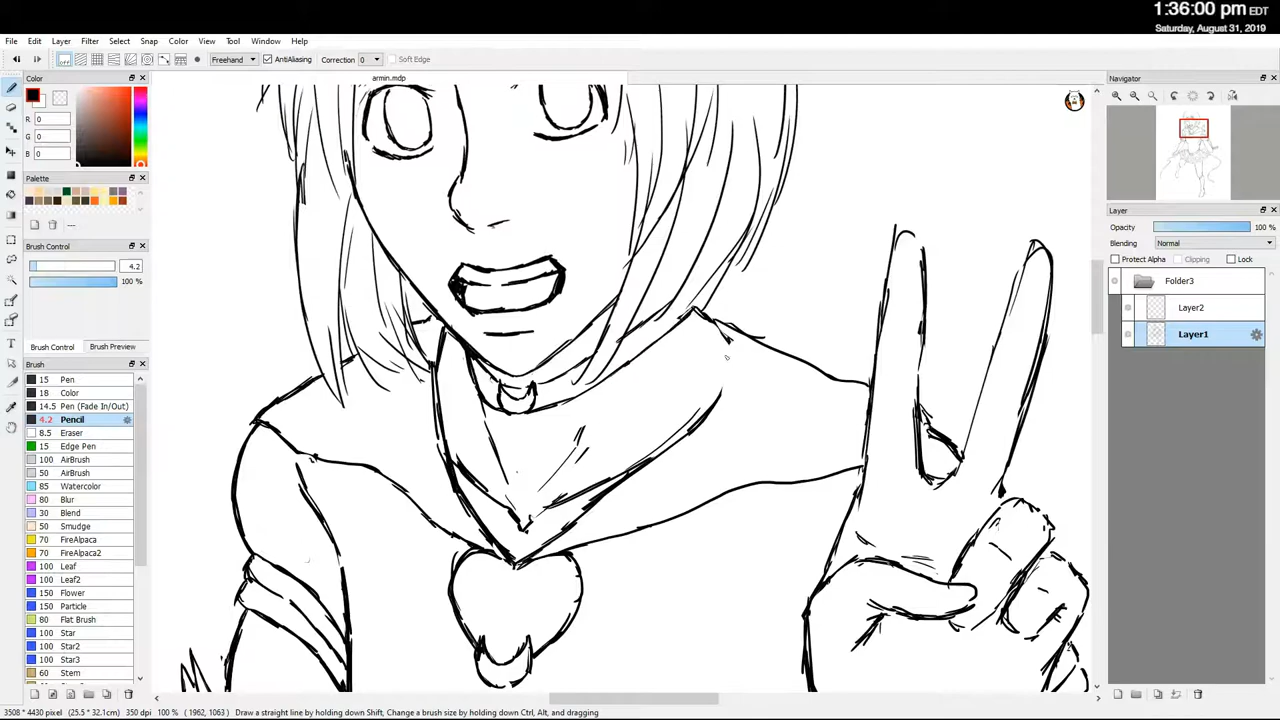 1:36:00 pm EDT
Saturday, August 31, 2019
File Edit Layer Filter Select Snap Color View Tool Window Help
OFF Freehand AntiAliasing Correction 0 Soft Edge
Color
armin.mdp
Navigator
R 0
G 0
B 0
Palette
---
Layer
Opacity 100 %
Blending Normal
Protect Alpha Clipping Lock
Brush Control
4.2
100 %
Folder3
Layer2
Layer1
Brush Control Brush Preview
Brush
15 Pen
18 Color
14.5 Pen (Fade In/Out)
4.2 Pencil
8.5 Eraser
15 Edge Pen
100 AirBrush
50 AirBrush
85 Watercolor
80 Blur
30 Blend
50 Smudge
70 FireAlpaca
70 FireAlpaca2
100 Leaf
100 Leaf2
150 Flower
150 Particle
80 Flat Brush
100 Star
100 Star2
100 Star3
60 Stem
3508 * 4430 pixel (25.5 * 32.1cm) 350 dpi 100 % (1962, 1063) Draw a straight line by holding down Shift, Change a brush size by holding down Ctrl, Alt, and dragging